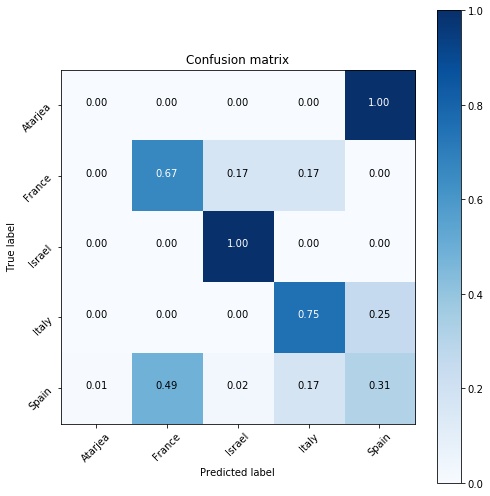 Confusion matrix
True label
Atarjea 0.00 0.00 0.00 0.00 1.00
France 0.00 0.67 0.17 0.17 0.00
Israel 0.00 0.00 1.00 0.00 0.00
Italy 0.00 0.00 0.00 0.75 0.25
Spain 0.01 0.49 0.02 0.17 0.31
Atarjea France Israel Italy Spain
Predicted label
1.0
0.8
0.6
0.4
0.2
0.0